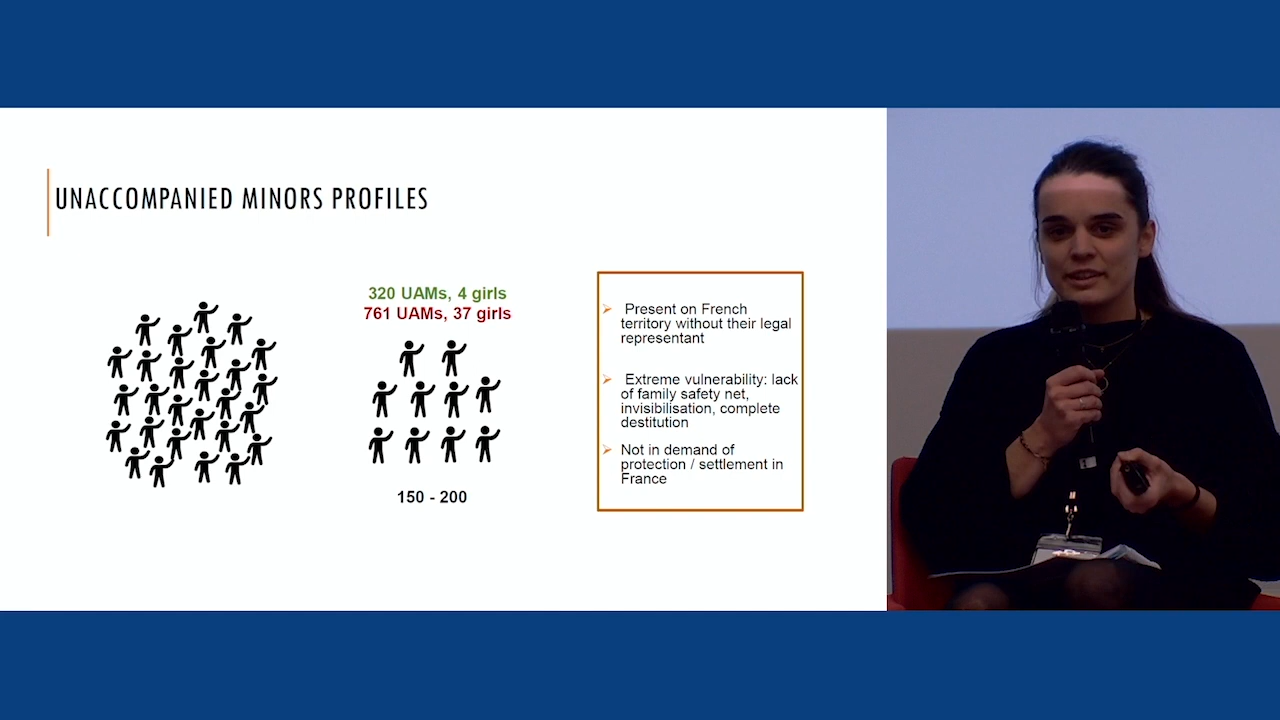 UNACCOMPANIED MINORS PROFILES
320 UAMs, 4 girls
761 UAMs, 37 girls
150 - 200
Present on French
territory without their legal
representant
Extreme vulnerability: lack
of family safety net,
invisibilisation, complete
destitution
Not in demand of
protection / settlement in
France